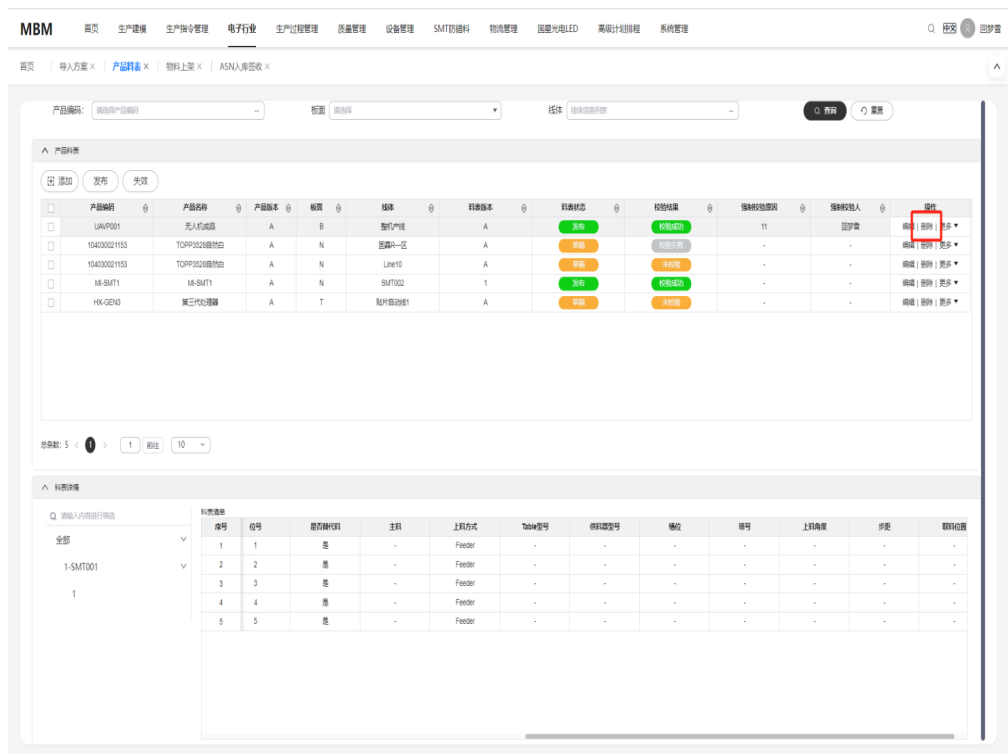 MBM 首页 生产建模 生产指令管理 电子行业 生产过程管理 质量管理 设备管理 SMT防错料 物流管理 国星光电LED 高级计划排程 系统管理 中文 回梦雪
首页 导入方案 × 产品料表 × 物料上架 × ASN入库签收 ×
产品编码: 请选择产品编码 ... 板面 请选择 线体 线体信息列表 ... 查询 重置
产品料表
添加 发布 失效
产品编码 产品名称 产品版本 板面 线体 料表版本 料表状态 校验结果 强制校验原因 强制校验人 操作
UAVP001 无人机成品 A B 整机产线 A 发布 校验成功 11 回梦雪 编辑 | 删除 | 更多
104030021153 TOPP3528自然白 A N 固晶R—区 A 草稿 校验失败 - - 编辑 | 删除 | 更多
104030021153 TOPP3528自然白 A N Line10 A 草稿 未校验 - - 编辑 | 删除 | 更多
MI-SMT1 MI-SMT1 A N SMT002 1 发布 校验成功 - - 编辑 | 删除 | 更多
HX-GEN3 第三代处理器 A T 贴片自动线1 A 草稿 未校验 - - 编辑 | 删除 | 更多
总条数: 5 < 1 > 1 前往 10
料表详情
请输入内容进行筛选
全部
1-SMT001
1
料表清单
序号 位号 是否替代料 主料 上料方式 Table型号 供料器型号 槽位 塔号 上料角度 步距 取料位置
1 1 是 - Feeder - - - - - - -
2 2 是 - Feeder - - - - - - -
3 3 是 - Feeder - - - - - - -
4 4 是 - Feeder - - - - - - -
5 5 是 - Feeder - - - - - - -